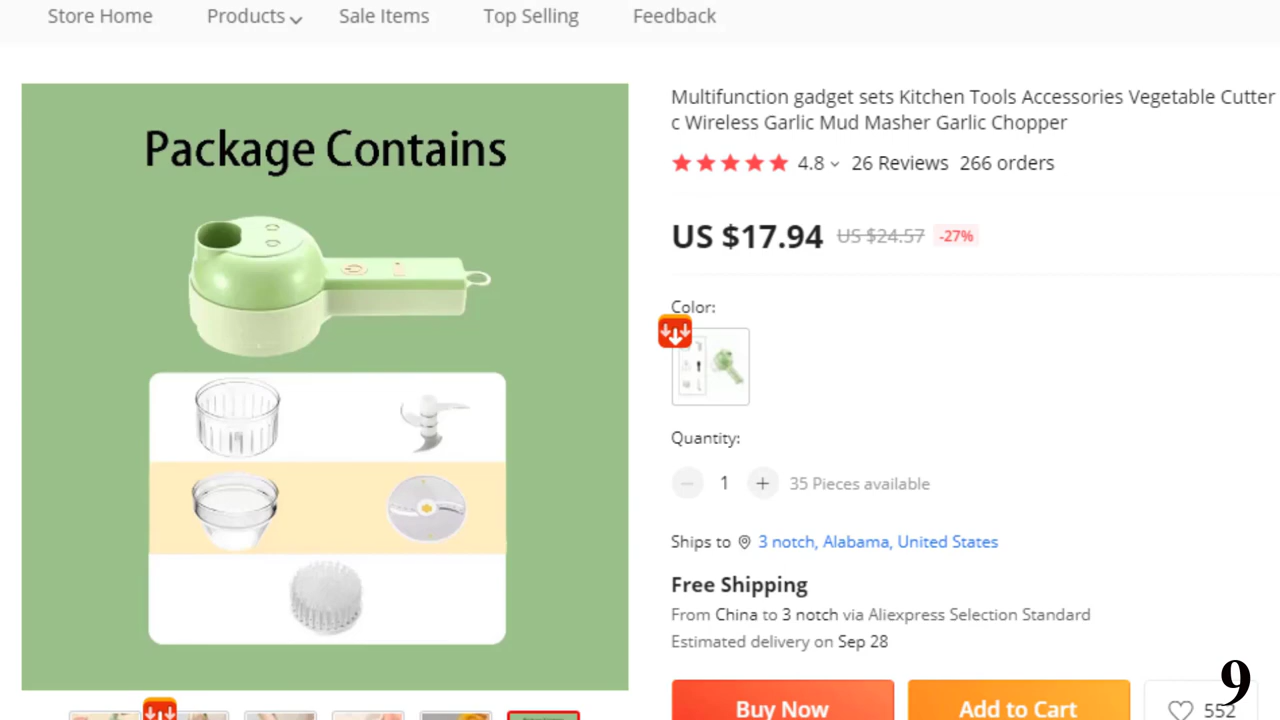 Store Home Products Sale Items Top Selling Feedback
Package Contains
Multifunction gadget sets Kitchen Tools Accessories Vegetable Cutter
c Wireless Garlic Mud Masher Garlic Chopper
4.8 26 Reviews 266 orders
US $17.94 US $24.57 -27%
Color:
Quantity:
1 35 Pieces available
Ships to 3 notch, Alabama, United States
Free Shipping
From China to 3 notch via Aliexpress Selection Standard
Estimated delivery on Sep 28
Buy Now Add to Cart 552
9